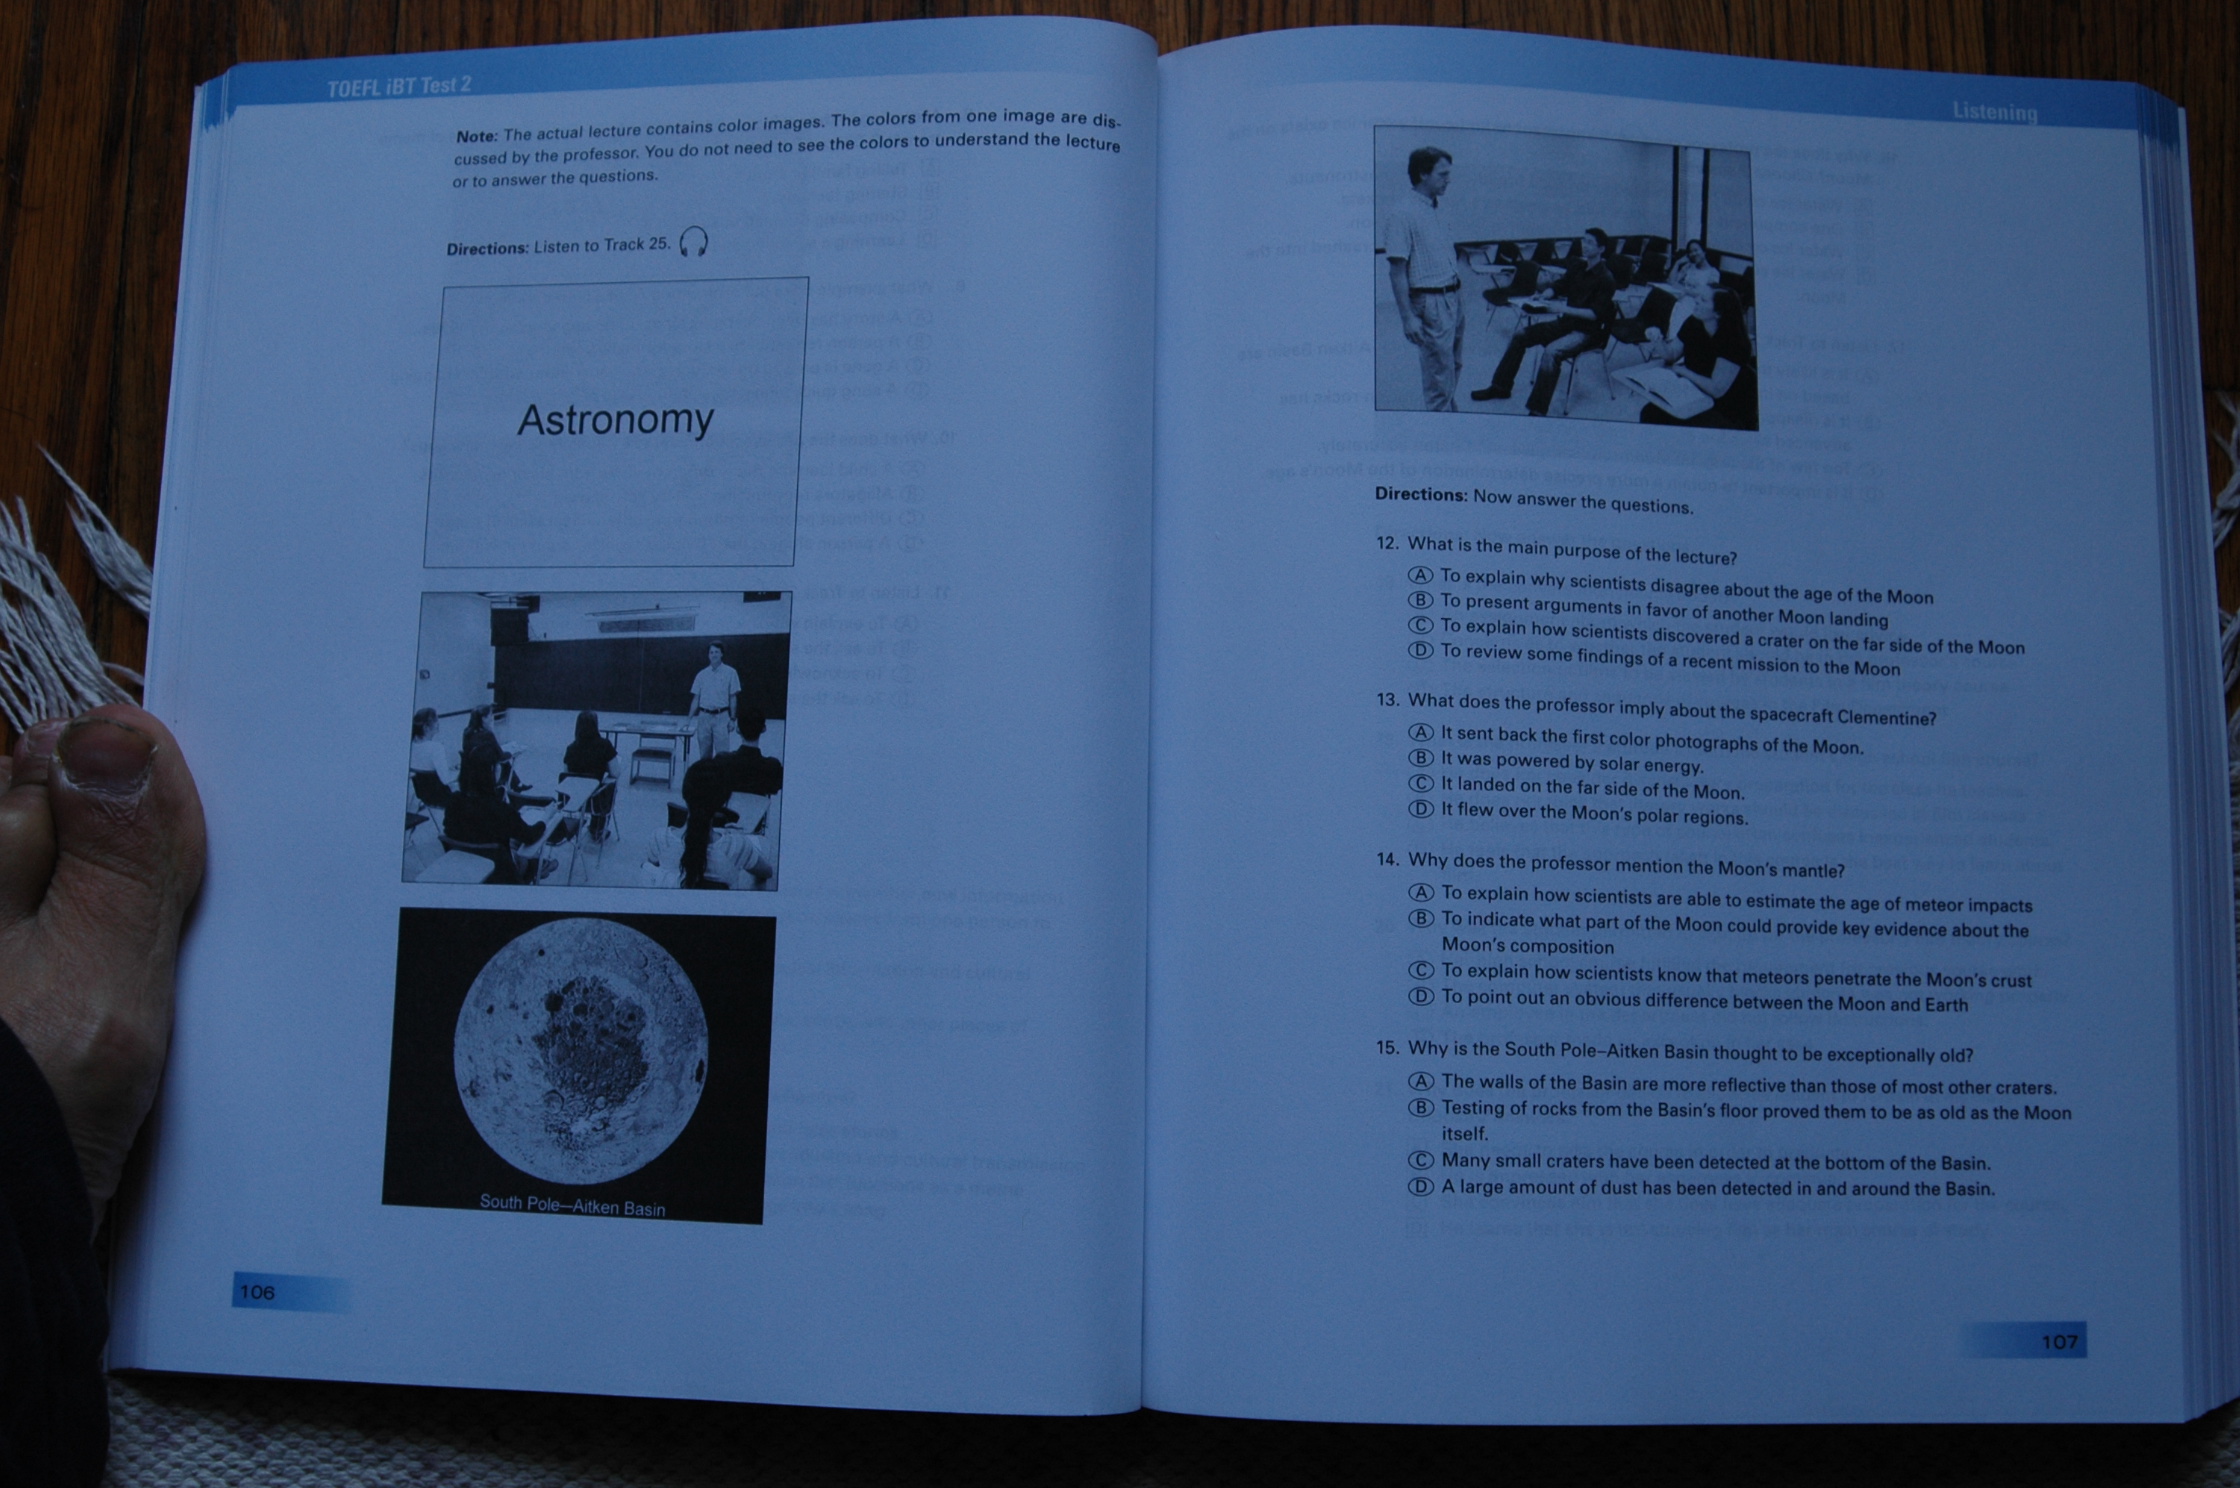 TOEFL iBT Test 2
Note: The actual lecture contains color images. The colors from one image are dis-
cussed by the professor. You do not need to see the colors to understand the lecture
or to answer the questions.
Directions: Listen to Track 25.
Astronomy
South Pole—Aitken Basin
106
Listening
Directions: Now answer the questions.
12. What is the main purpose of the lecture?
A To explain why scientists disagree about the age of the Moon
B To present arguments in favor of another Moon landing
C To explain how scientists discovered a crater on the far side of the Moon
D To review some findings of a recent mission to the Moon
13. What does the professor imply about the spacecraft Clementine?
A It sent back the first color photographs of the Moon.
B It was powered by solar energy.
C It landed on the far side of the Moon.
D It flew over the Moon's polar regions.
14. Why does the professor mention the Moon's mantle?
A To explain how scientists are able to estimate the age of meteor impacts
B To indicate what part of the Moon could provide key evidence about the
Moon's composition
C To explain how scientists know that meteors penetrate the Moon's crust
D To point out an obvious difference between the Moon and Earth
15. Why is the South Pole–Aitken Basin thought to be exceptionally old?
A The walls of the Basin are more reflective than those of most other craters.
B Testing of rocks from the Basin's floor proved them to be as old as the Moon
itself.
C Many small craters have been detected at the bottom of the Basin.
D A large amount of dust has been detected in and around the Basin.
107